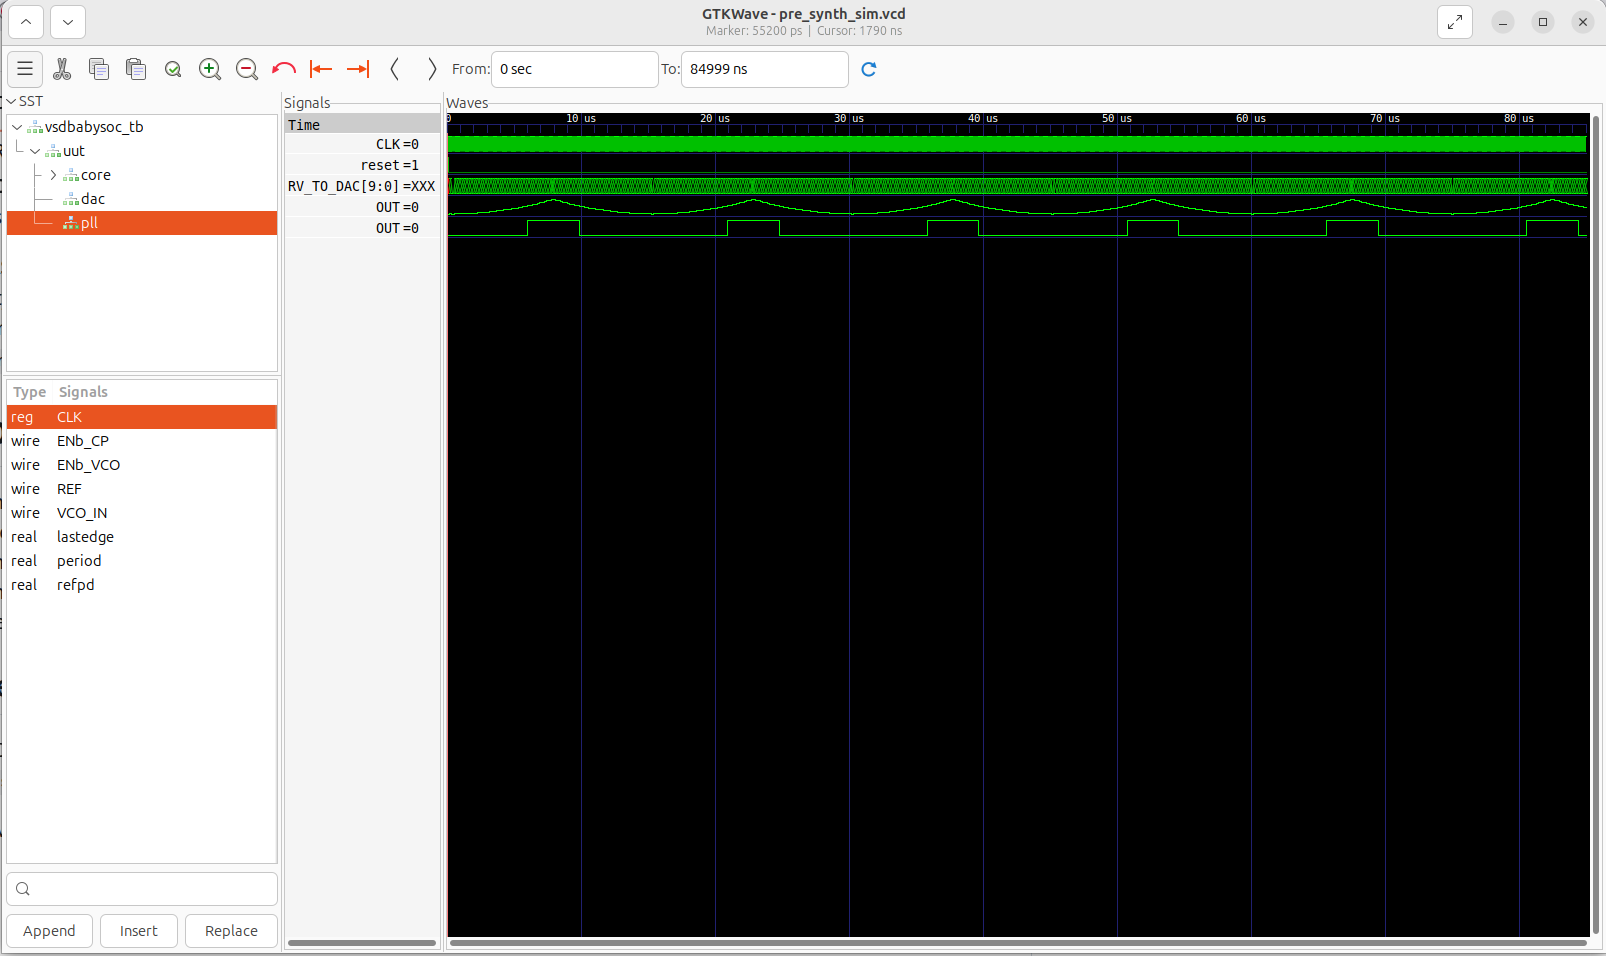 GTKWave - pre_synth_sim.vcd
Marker: 55200 ps | Cursor: 1790 ns
From: 0 sec To: 84999 ns
SST
vsdbabysoc_tb
uut
core
dac
pll
Type Signals
reg CLK
wire ENb_CP
wire ENb_VCO
wire REF
wire VCO_IN
real lastedge
real period
real refpd
Append Insert Replace
Signals
Time
CLK =0
reset =1
RV_TO_DAC[9:0] =XXX
OUT =0
OUT =0
Waves
0 10 us 20 us 30 us 40 us 50 us 60 us 70 us 80 us